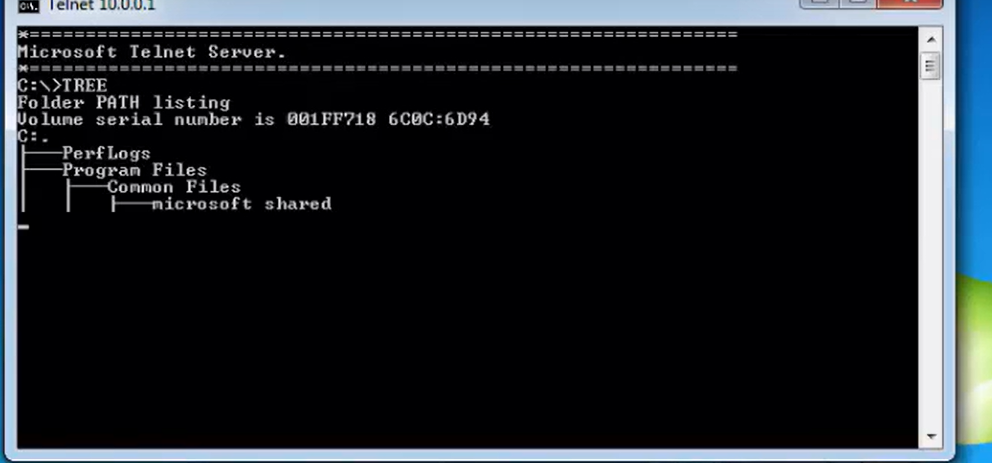 Telnet 10.0.0.1
*===============================================================
Microsoft Telnet Server.
*===============================================================
C:\>TREE
Folder PATH listing
Volume serial number is 001FF718 6C0C:6D94
C:.
├───PerfLogs
├───Program Files
│   ├───Common Files
│   │   ├───microsoft shared